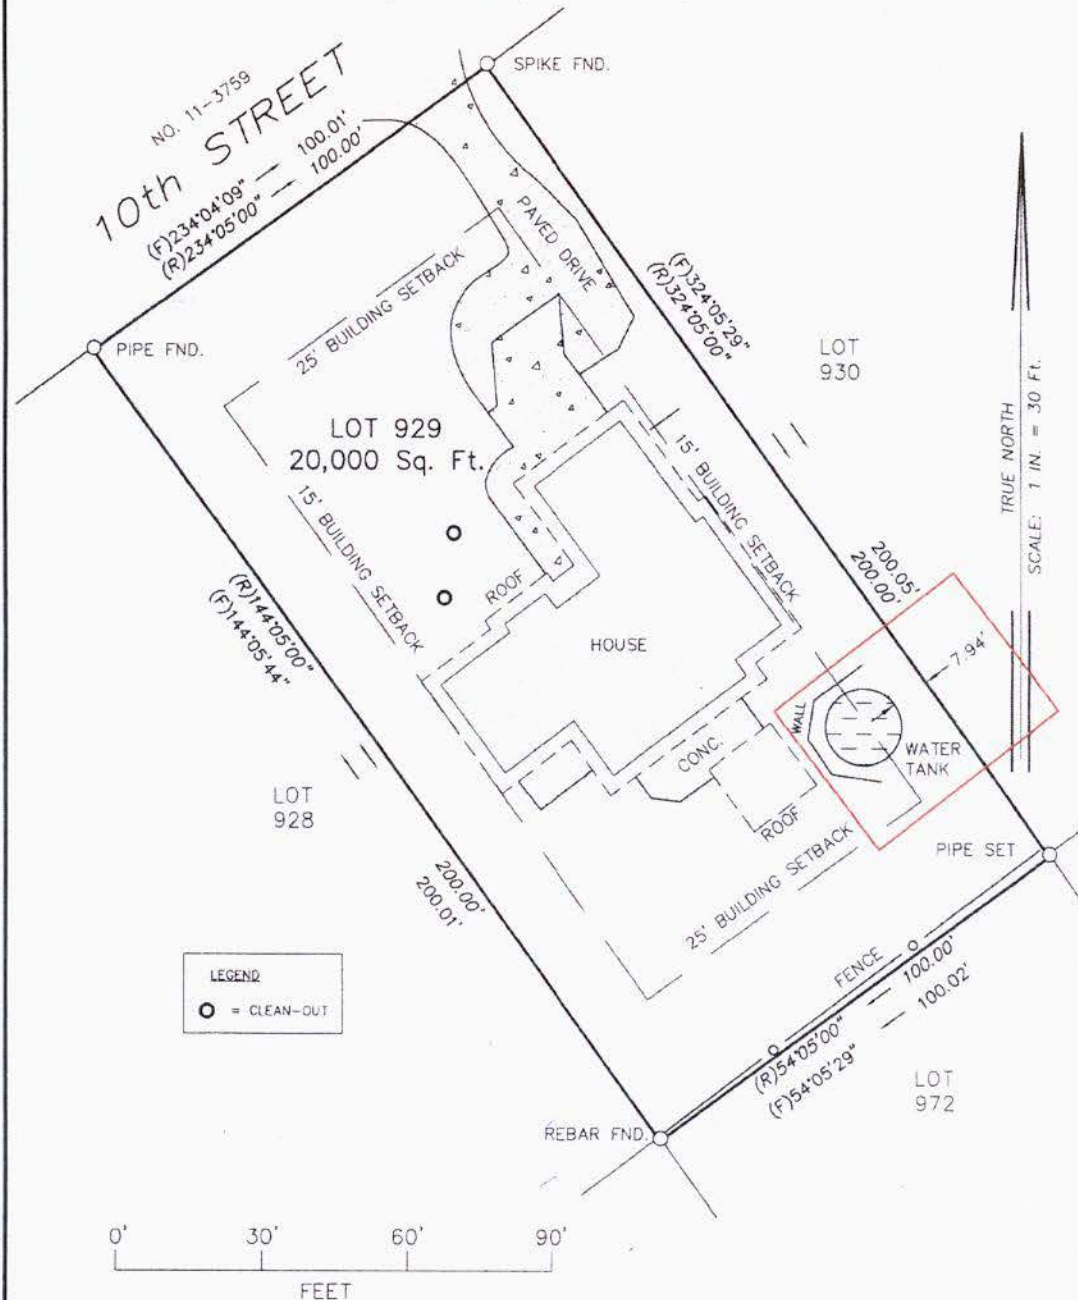 NO. 11-3759
10th STREET
(F)234°04'09" 100.01'
(R)234°05'00" 100.00'
SPIKE FND.
PIPE FND.
PAVED DRIVE
25' BUILDING SETBACK
(F)324°05'29"
(R)324°05'00"
LOT
930
TRUE NORTH
SCALE: 1 IN. = 30 Ft.
LOT 929
20,000 Sq. Ft.
15' BUILDING SETBACK
15' BUILDING SETBACK
200.05'
200.00'
ROOF
HOUSE
(R)144°05'00"
(F)144°05'44"
7.94'
WALL
WATER
TANK
CONC.
ROOF
LOT
928
25' BUILDING SETBACK
PIPE SET
200.00'
200.01'
FENCE
(R)54°05'00" 100.00'
(F)54°05'29" 100.02'
LEGEND
= CLEAN-OUT
LOT
972
REBAR FND.
0' 30' 60' 90'
FEET